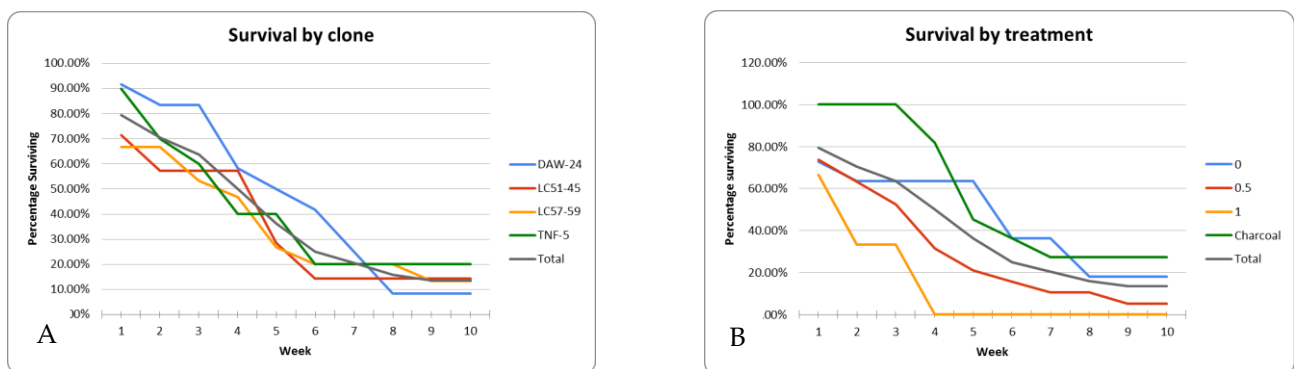 Survival by clone
100.00%
90.00%
80.00%
70.00%
60.00%
50.00%
40.00%
30.00%
20.00%
10.00%
)0%
Percentage Surviving
1 2 3 4 5 6 7 8 9 10
Week
DAW-24
LC51-45
LC57-59
TNF-5
Total
A
Survival by treatment
120.00%
100.00%
80.00%
60.00%
40.00%
20.00%
.00%
Percentage surviving
1 2 3 4 5 6 7 8 9 10
Week
0
0.5
1
Charcoal
Total
B